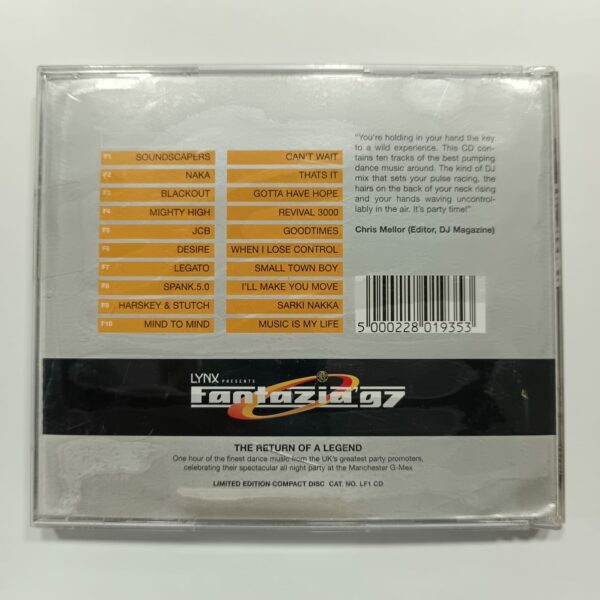 F1 SOUNDSCAPERS CAN'T WAIT
F2 NAKA THATS IT
F3 BLACKOUT GOTTA HAVE HOPE
F4 MIGHTY HIGH REVIVAL 3000
F5 JCB GOODTIMES
F6 DESIRE WHEN I LOSE CONTROL
F7 LEGATO SMALL TOWN BOY
F8 SPANK.5.0 I'LL MAKE YOU MOVE
F9 HARSKEY & STUTCH SARKI NAKKA
F10 MIND TO MIND MUSIC IS MY LIFE
"You're holding in your hand the key
to a wild experience. This CD con-
tains ten tracks of the best pumping
dance music around. The kind of DJ
mix that sets your pulse racing, the
hairs on the back of your neck rising
and your hands waving uncontrol-
lably in the air. It's party time!"
Chris Mellor (Editor, DJ Magazine)
5 000228 019353
LYNX PRESENTS
Fantazia'97
THE RETURN OF A LEGEND
One hour of the finest dance music from the UK's greatest party promoters,
celebrating their spectacular all night party at the Manchester G-Mex
LIMITED EDITION COMPACT DISC CAT. NO. LF1 CD